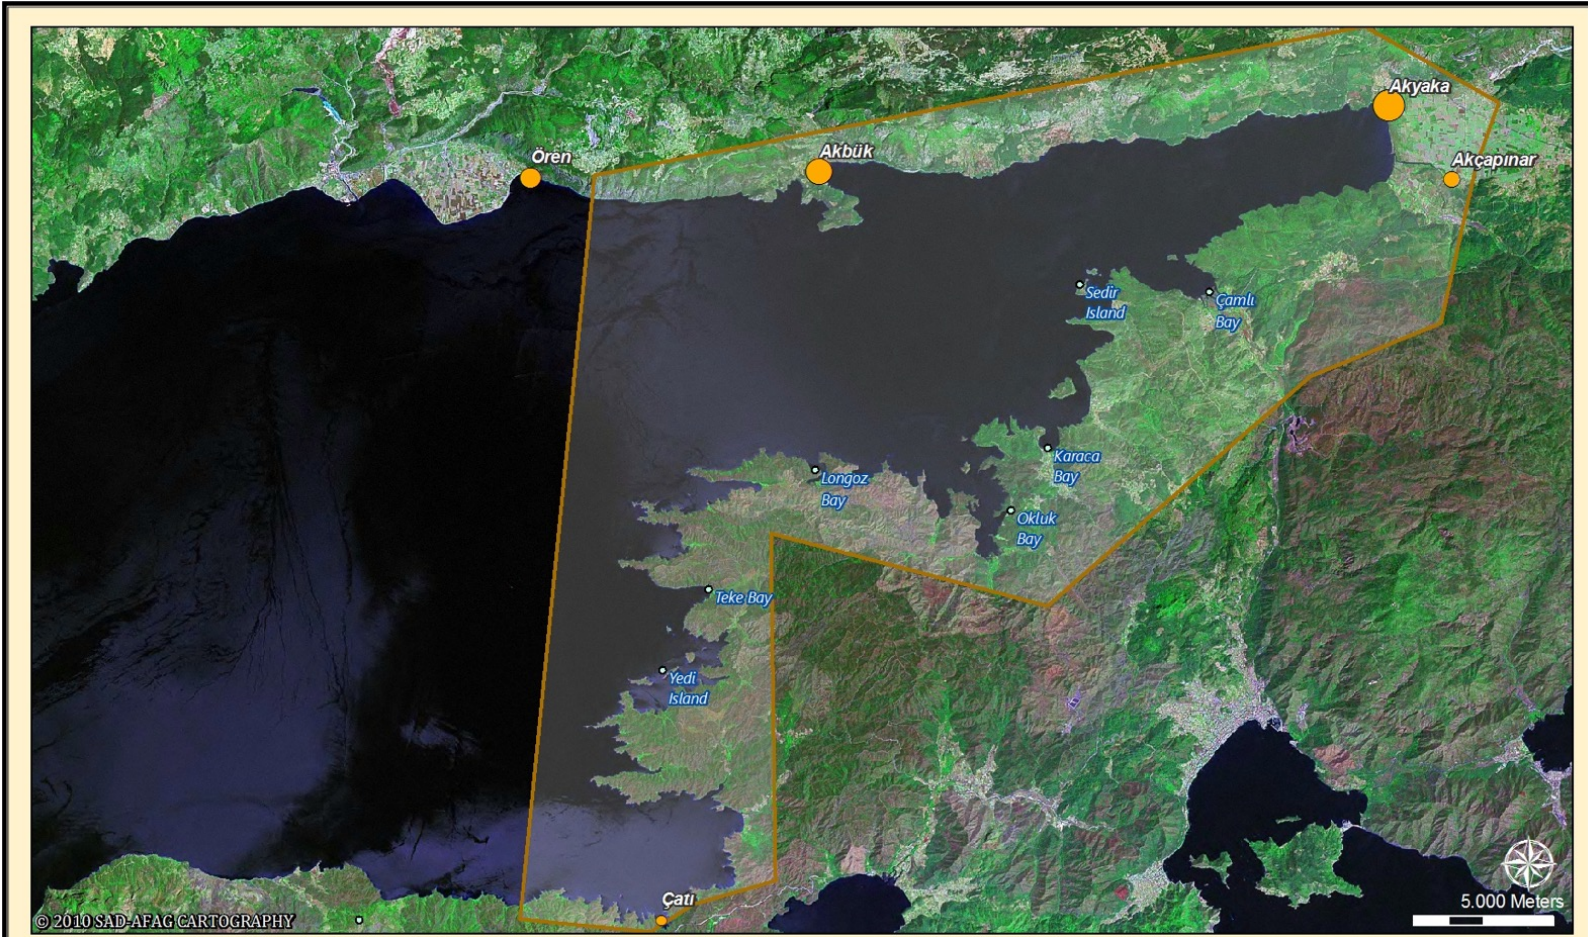 Akyaka
Akbük
Ören
Akçapınar
Sedir
Island
Çamlı
Bay
Karaca
Bay
Longoz
Bay
Okluk
Bay
Teke Bay
Yedi
Island
Çatı
5.000 Meters
© 2010 SAD-AFAG CARTOGRAPHY